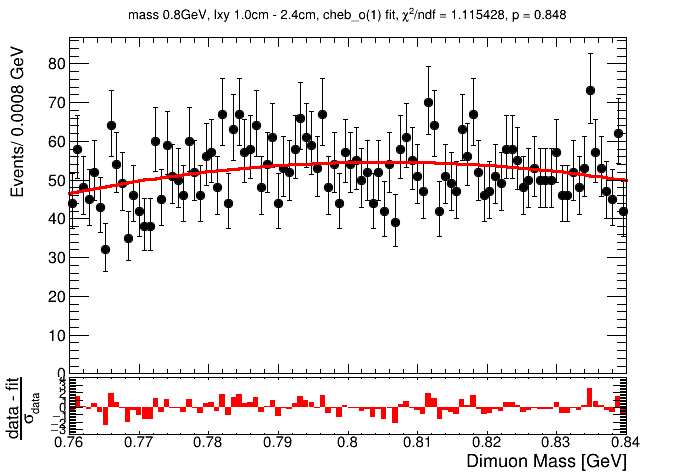 mass 0.8GeV, lxy 1.0cm - 2.4cm, cheb_o(1) fit, χ²/ndf = 1.115428, p = 0.848
Events/ 0.0008 GeV
80
70
60
50
40
30
20
10
0
data - fit
σdata
0
0.76 0.77 0.78 0.79 0.8 0.81 0.82 0.83 0.84
Dimuon Mass [GeV]